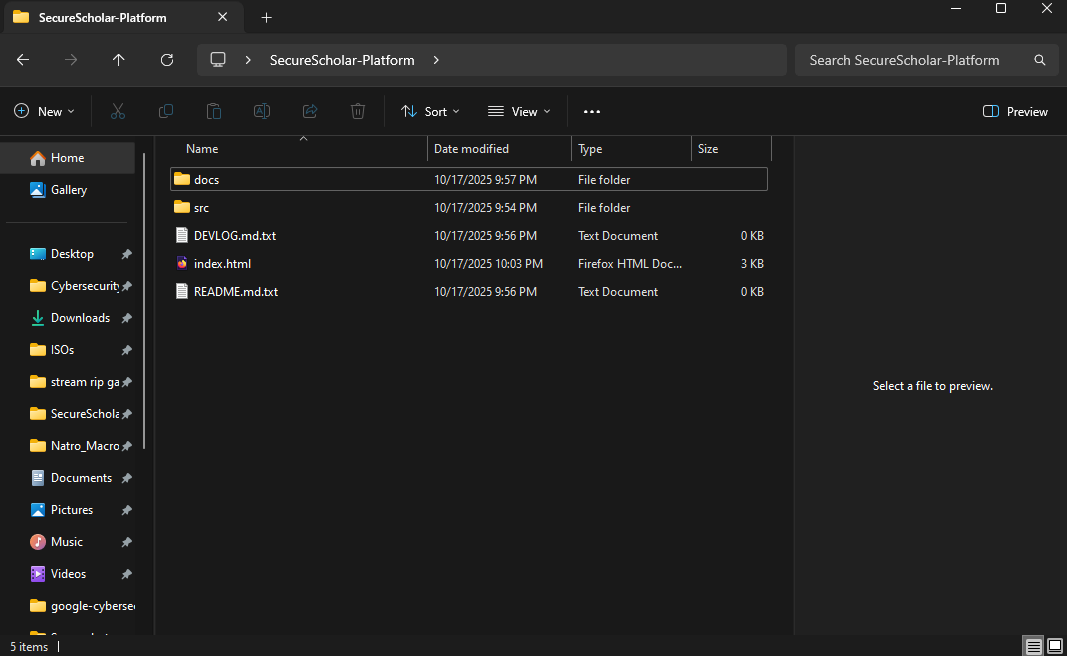 SecureScholar-Platform
SecureScholar-Platform
Search SecureScholar-Platform
New
Sort
View
Preview
Home
Gallery
Desktop
Cybersecurity
Downloads
ISOs
stream rip ga
SecureSchola
Natro_Macro
Documents
Pictures
Music
Videos
google-cyberse
Name Date modified Type Size
docs 10/17/2025 9:57 PM File folder
src 10/17/2025 9:54 PM File folder
DEVLOG.md.txt 10/17/2025 9:56 PM Text Document 0 KB
index.html 10/17/2025 10:03 PM Firefox HTML Doc... 3 KB
README.md.txt 10/17/2025 9:56 PM Text Document 0 KB
Select a file to preview.
5 items